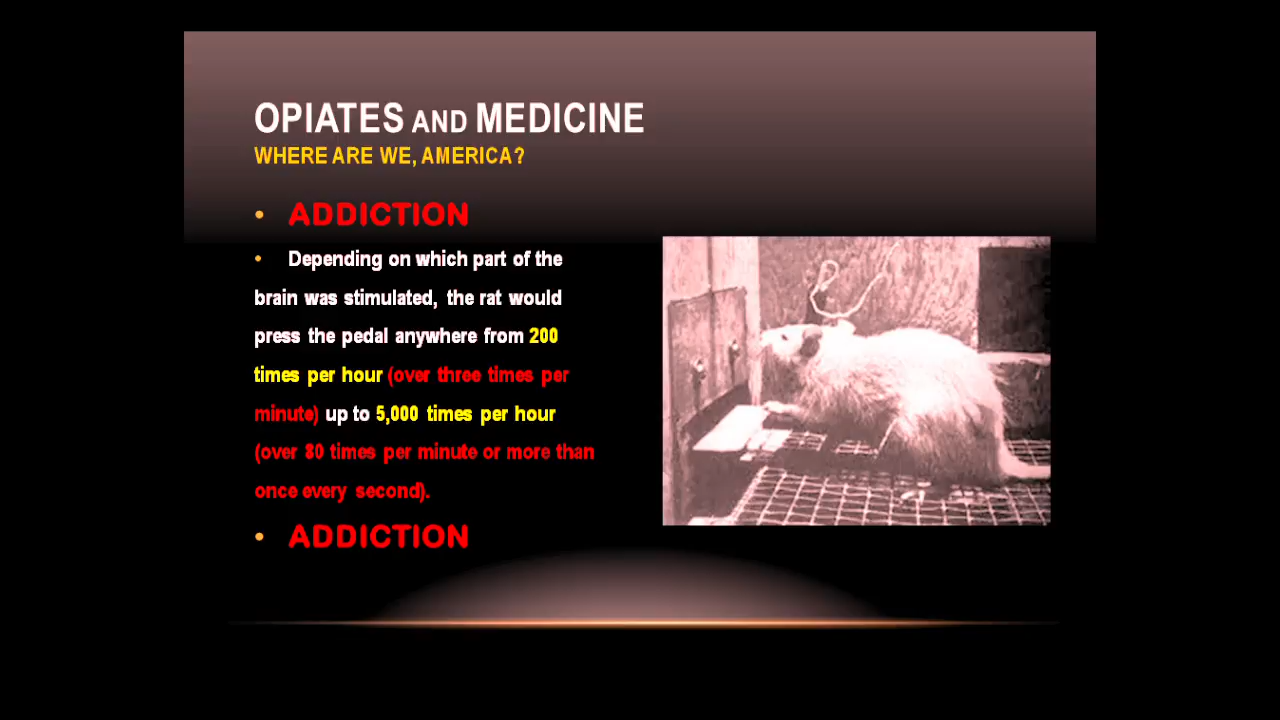 OPIATES AND MEDICINE
WHERE ARE WE, AMERICA?
• ADDICTION
• Depending on which part of the
brain was stimulated, the rat would
press the pedal anywhere from 200
times per hour (over three times per
minute) up to 5,000 times per hour
(over 80 times per minute or more than
once every second).
• ADDICTION